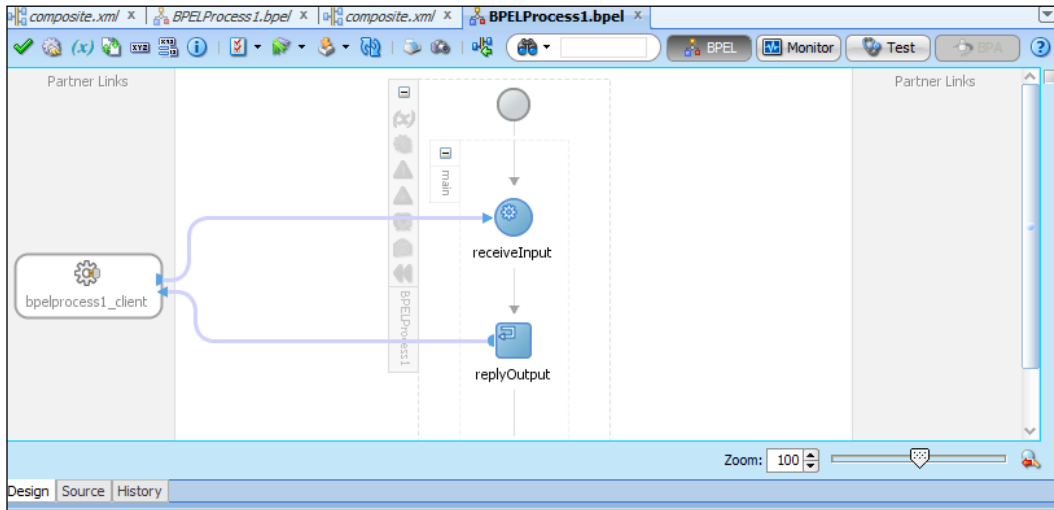 composite.xml x BPELProcess1.bpel x composite.xml x BPELProcess1.bpel x
(x) XYZ BPEL Monitor Test BPA ?
Partner Links Partner Links
(x)
main
receiveInput
bpelprocess1_client
BPELProcess1
replyOutput
Zoom: 100
Design Source History